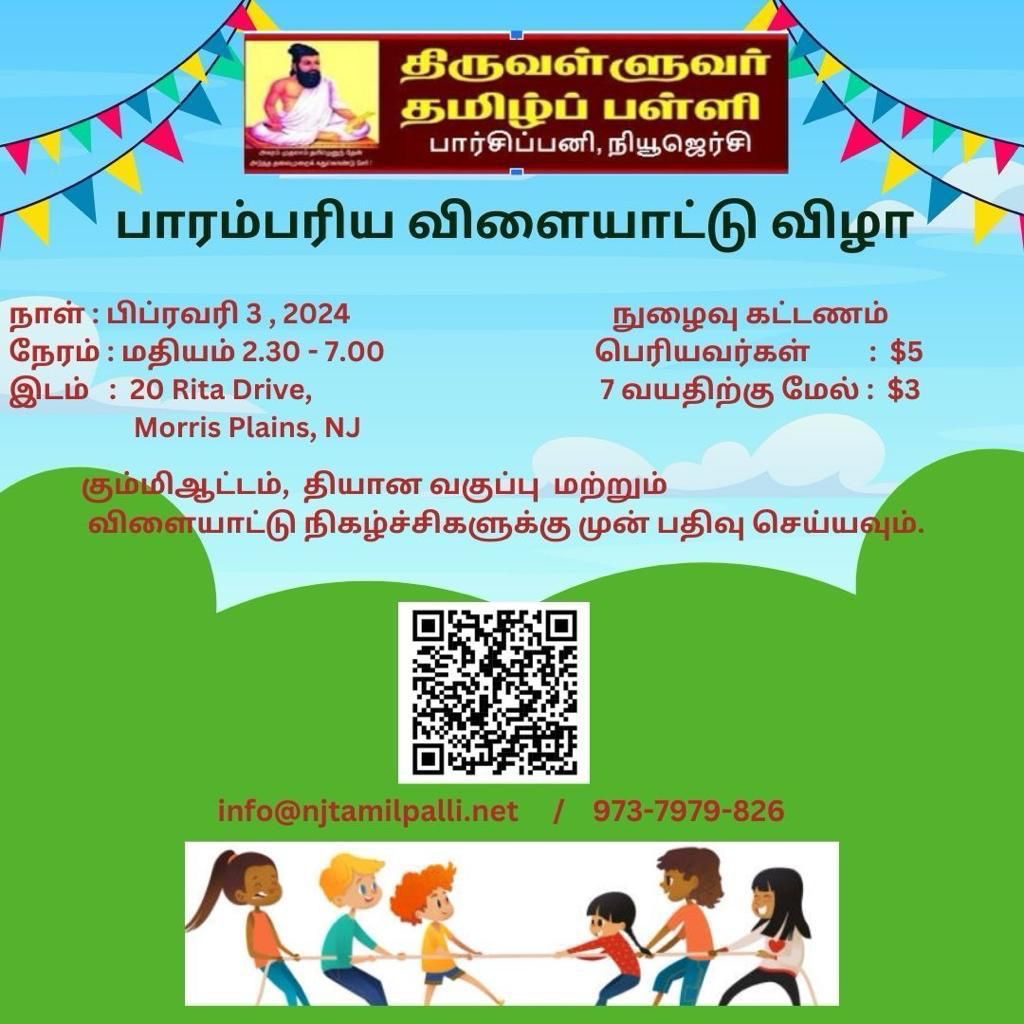 திருவள்ளுவர்
தமிழ்ப் பள்ளி
பார்சிப்பனி, நியூஜெர்சி
பாரம்பரிய விளையாட்டு விழா
நாள் : பிப்ரவரி 3 , 2024
நேரம் : மதியம் 2.30 - 7.00
இடம் : 20 Rita Drive,
Morris Plains, NJ
நுழைவு கட்டணம்
பெரியவர்கள் : $5
7 வயதிற்கு மேல் : $3
கும்மிஆட்டம், தியான வகுப்பு மற்றும்
விளையாட்டு நிகழ்ச்சிகளுக்கு முன் பதிவு செய்யவும்.
info@njtamilpalli.net / 973-7979-826